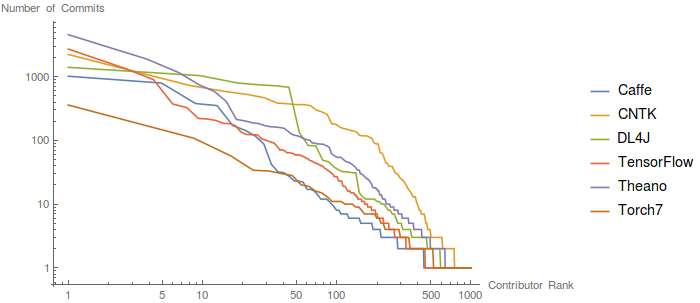 Number of Commits
1000
100
10
1
1 5 10 50 100 500 1000
Contributor Rank
Caffe
CNTK
DL4J
TensorFlow
Theano
Torch7